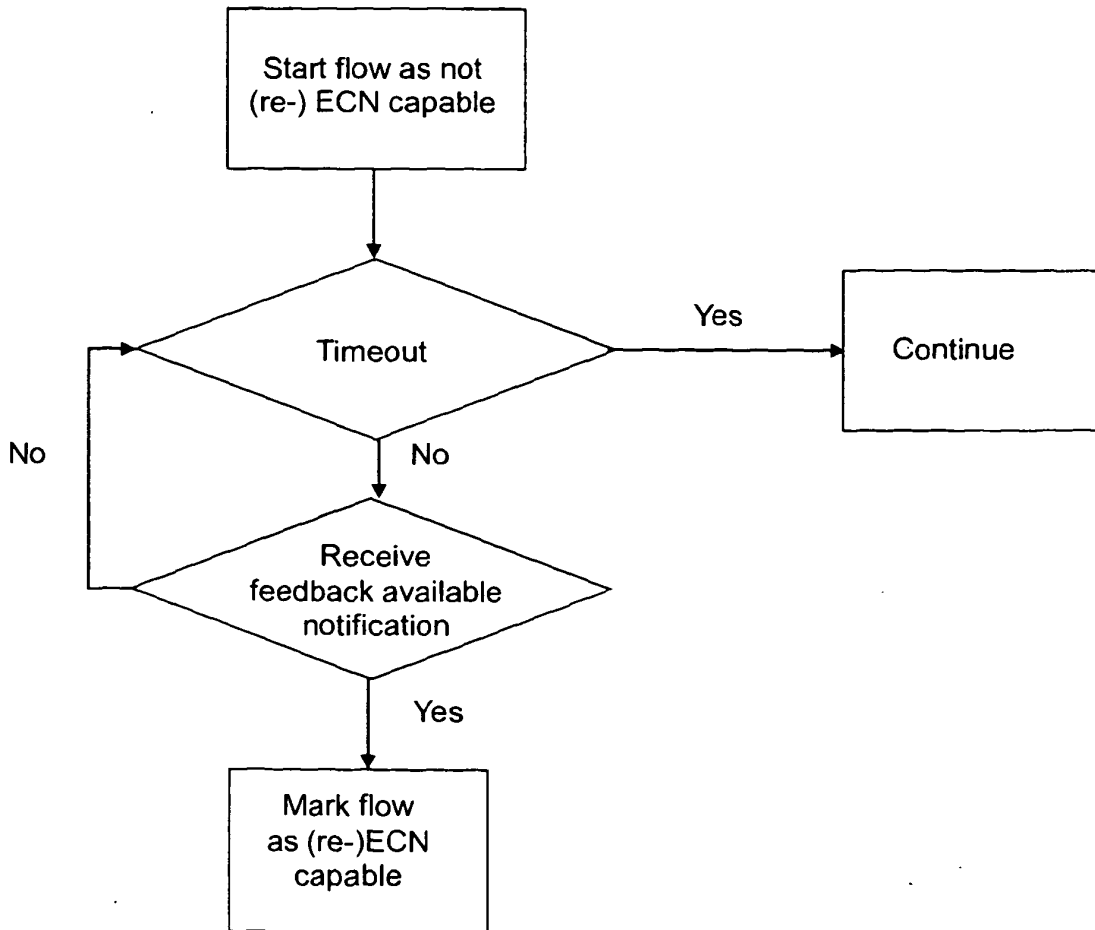 Start flow as not
(re-) ECN capable
Timeout
Yes
Continue
No
No
Receive
feedback available
notification
Yes
Mark flow
as (re-)ECN
capable